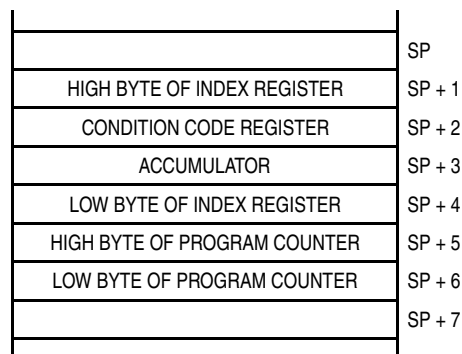 SP
HIGH BYTE OF INDEX REGISTER SP + 1
CONDITION CODE REGISTER SP + 2
ACCUMULATOR SP + 3
LOW BYTE OF INDEX REGISTER SP + 4
HIGH BYTE OF PROGRAM COUNTER SP + 5
LOW BYTE OF PROGRAM COUNTER SP + 6
SP + 7